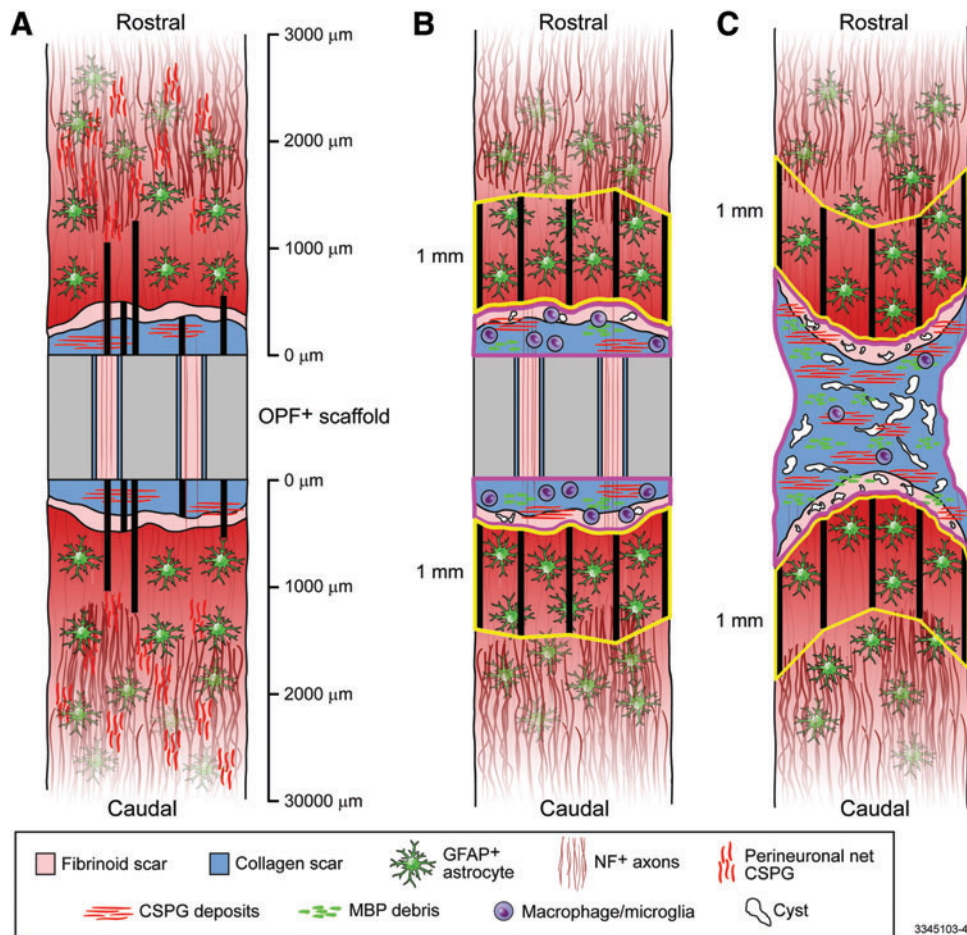 A
Rostral
3000 µm
2000 µm
1000 µm
0 µm
OPF+ scaffold
0 µm
1000 µm
2000 µm
30000 µm
Caudal
B
Rostral
1 mm
1 mm
Caudal
C
Rostral
1 mm
1 mm
Caudal
Fibrinoid scar
Collagen scar
GFAP+
astrocyte
NF+ axons
Perineuronal net
CSPG
CSPG deposits
MBP debris
Macrophage/microglia
Cyst
3345103-4